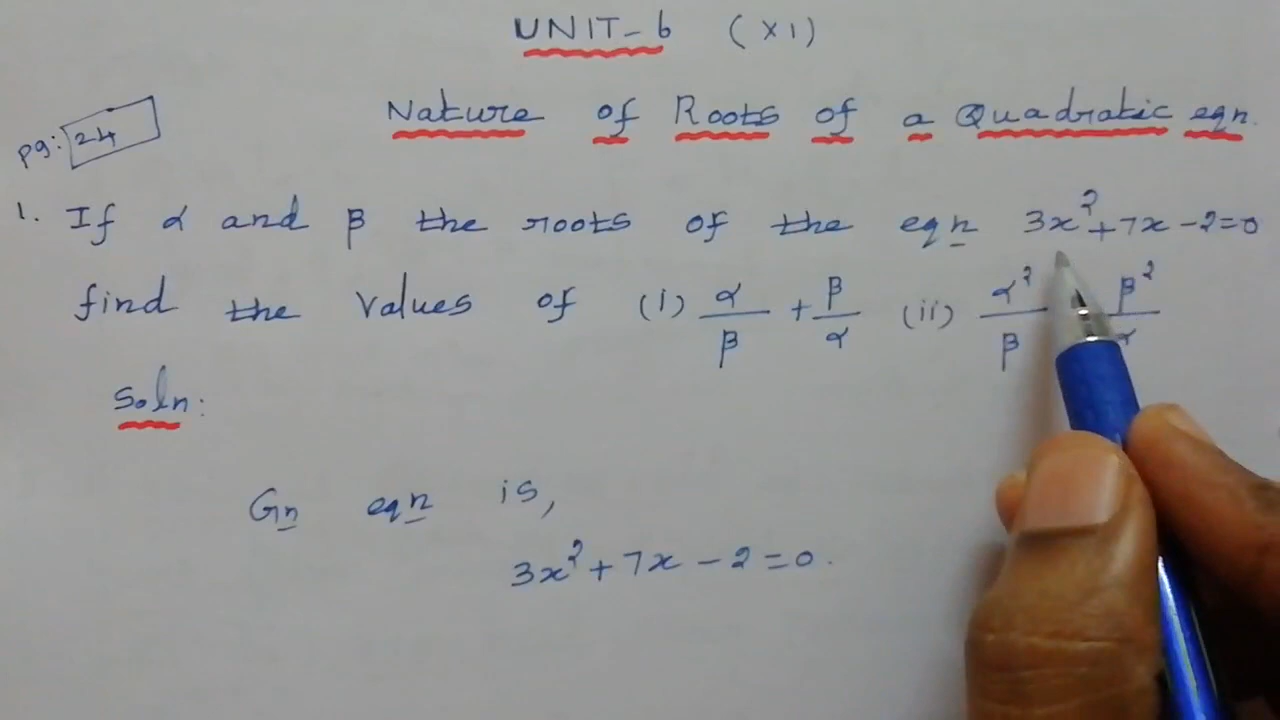 UNIT-6 (XI)
Nature of Roots of a Quadratic eqn.
pg: 24
1. If α and β the roots of the eqn 3x²+7x-2=0
find the values of (i) α/β + β/α (ii) α²/β β²/α
Soln:
Gn eqn is,
3x²+7x-2=0.